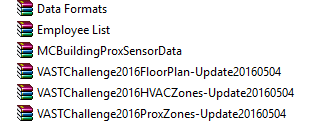 Data Formats
Employee List
MCBuildingProxSensorData
VASTChallenge2016FloorPlan-Update20160504
VASTChallenge2016HVACZones-Update20160504
VASTChallenge2016ProxZones-Update20160504